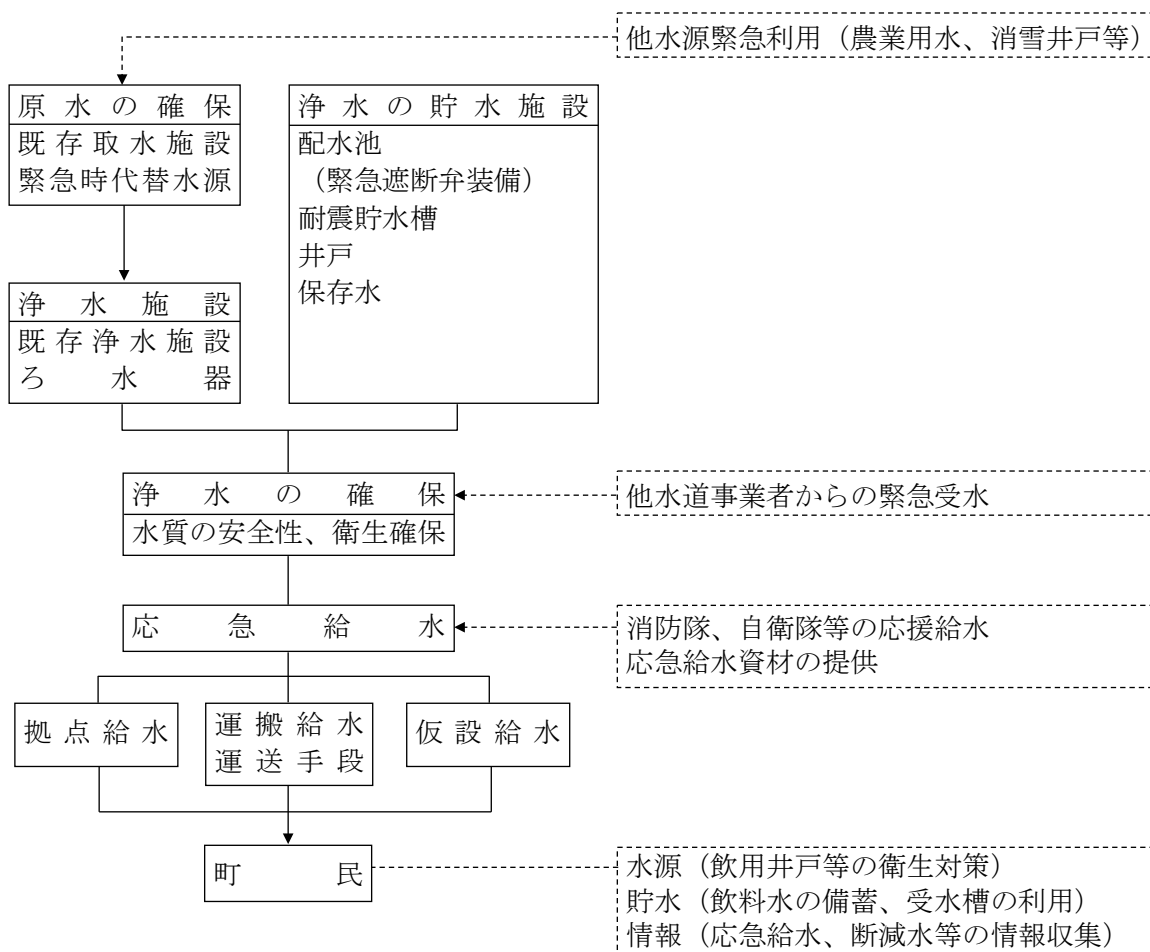 他水源緊急利用（農業用水、消雪井戸等）
原水の確保
既存取水施設
緊急時代替水源
浄水の貯水施設
配水池
（緊急遮断弁装備）
耐震貯水槽
井戸
保存水
浄水施設
既存浄水施設
ろ水器
浄水の確保
水質の安全性、衛生確保
他水道事業者からの緊急受水
応急給水
消防隊、自衛隊等の応援給水
応急給水資材の提供
拠点給水
運搬給水
運送手段
仮設給水
町民
水源（飲用井戸等の衛生対策）
貯水（飲料水の備蓄、受水槽の利用）
情報（応急給水、断減水等の情報収集）